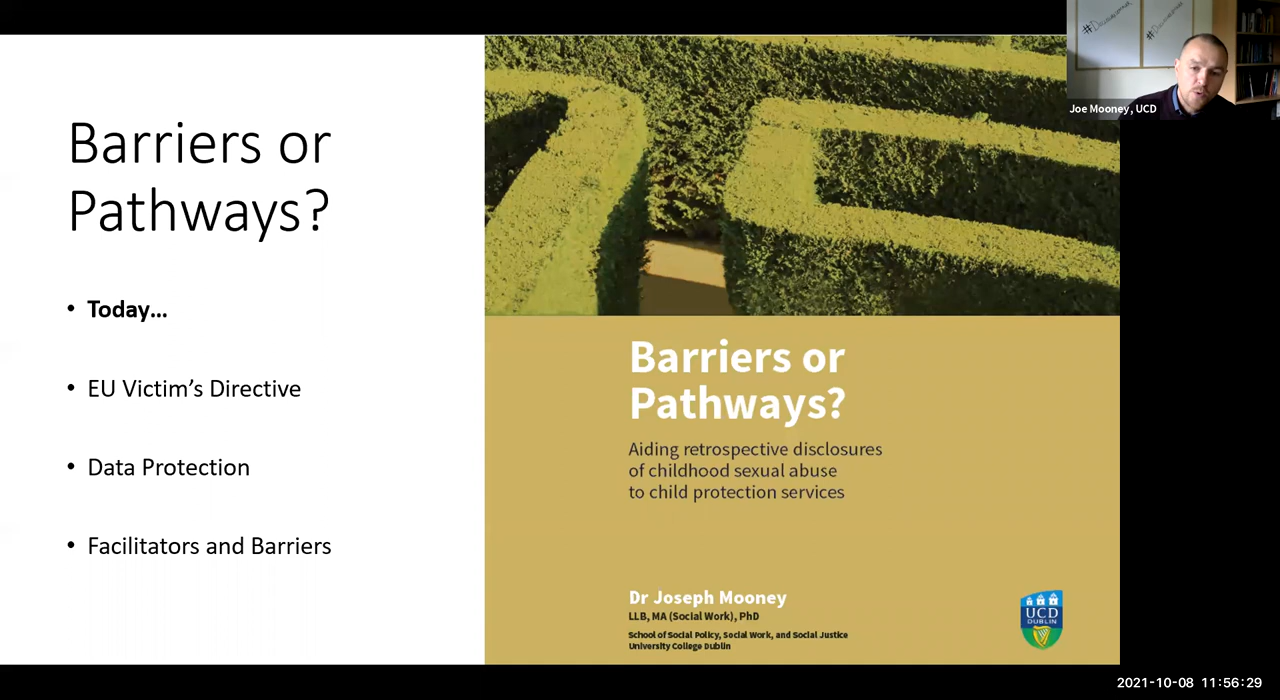 Barriers or
Pathways?
• Today...
• EU Victim's Directive
• Data Protection
• Facilitators and Barriers
Barriers or
Pathways?
Aiding retrospective disclosures
of childhood sexual abuse
to child protection services
Dr Joseph Mooney
LLB, MA (Social Work), PhD
School of Social Policy, Social Work, and Social Justice
University College Dublin
UCD
DUBLIN
Joe Mooney, UCD
2021-10-08 11:56:29